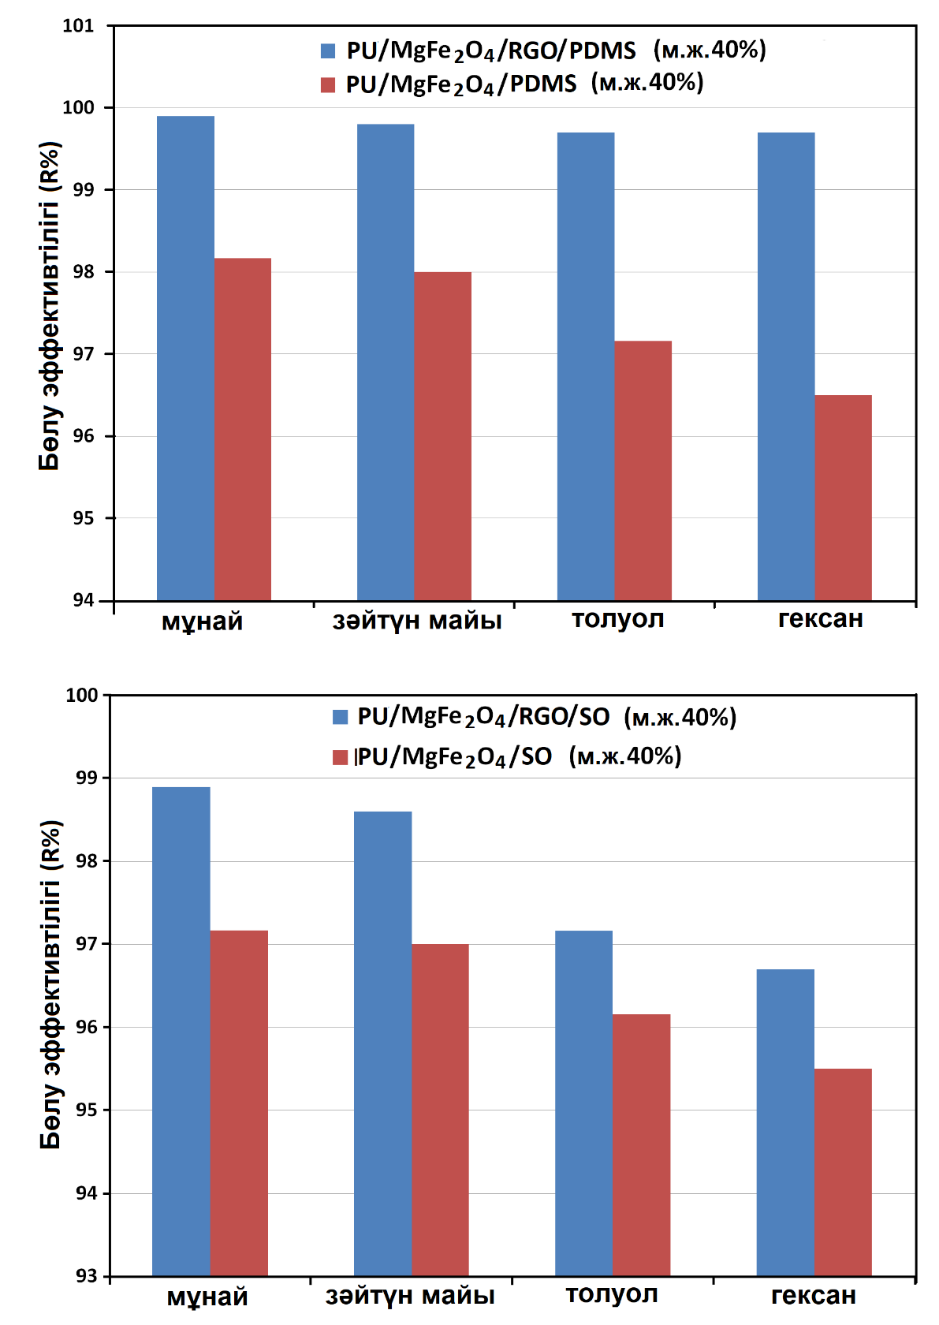 101
PU/MgFe₂O₄/RGO/PDMS (м.ж.40%)
PU/MgFe₂O₄/PDMS (м.ж.40%)
100
99
98
97
96
95
94
Бөлу эффективтілігі (R%)
мұнай зәйтүн майы толуол гексан
100
PU/MgFe₂O₄/RGO/SO (м.ж.40%)
PU/MgFe₂O₄/SO (м.ж.40%)
99
98
97
96
95
94
93
Бөлу эффективтілігі (R%)
мұнай зәйтүн майы толуол гексан